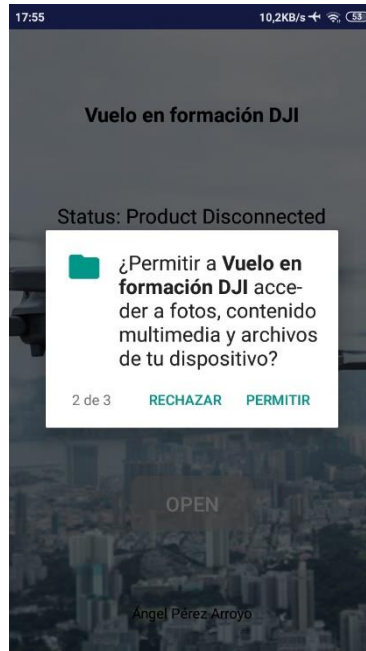 17:55 10,2KB/s 53
Vuelo en formación DJI
Status: Product Disconnected
¿Permitir a Vuelo en
formación DJI acce-
der a fotos, contenido
multimedia y archivos
de tu dispositivo?
2 de 3 RECHAZAR PERMITIR
OPEN
Ángel Pérez Arroyo